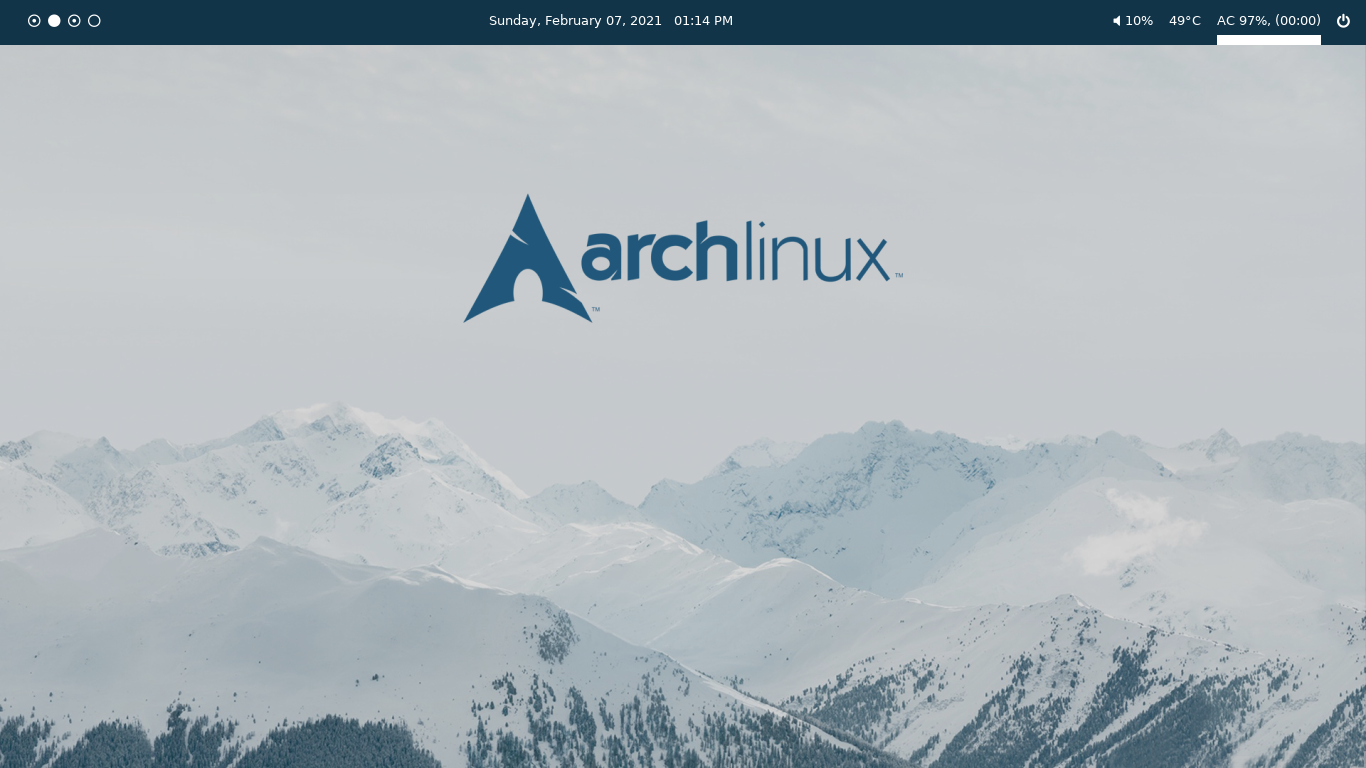 Sunday, February 07, 2021 01:14 PM 10% 49°C AC 97%, (00:00)
archlinux ™
™